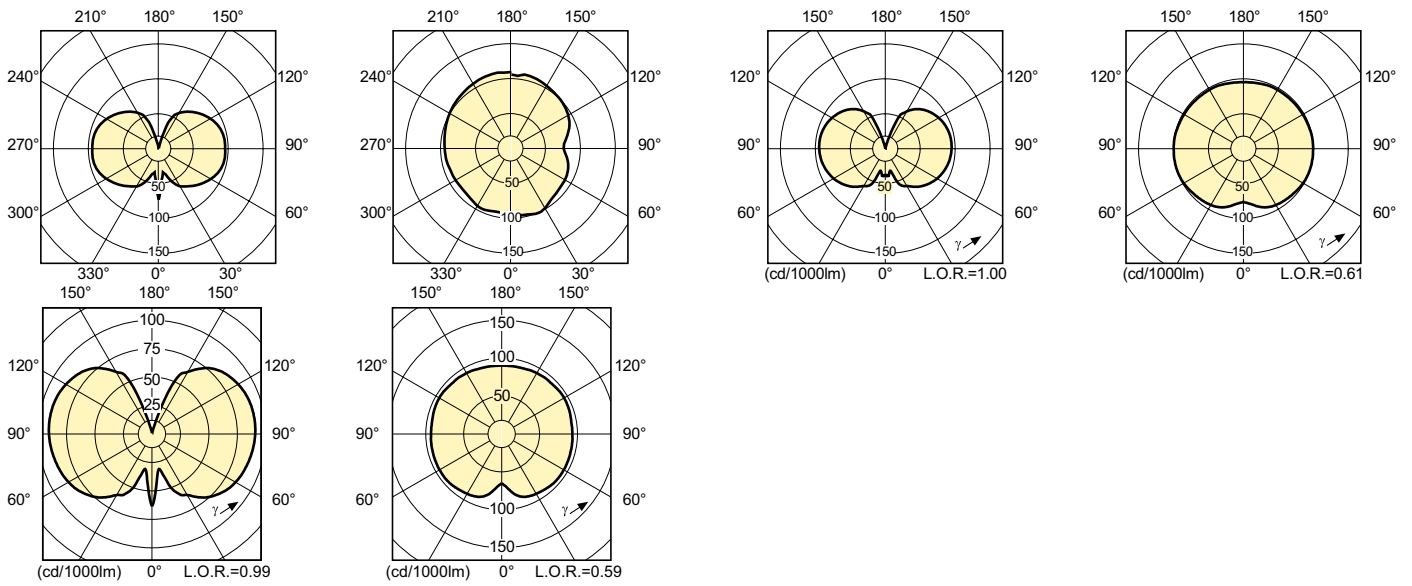 210° 180° 150°
240° 120°
270° 90°
300° 60°
50
100
150
330° 0° 30°
210° 180° 150°
240° 120°
270° 90°
300° 60°
50
100
150
330° 0° 30°
150° 180° 150°
120° 120°
90° 90°
60° 60°
50
100
150
γ
(cd/1000lm) 0° L.O.R.=1.00
150° 180° 150°
120° 120°
90° 90°
60° 60°
50
100
150
γ
(cd/1000lm) 0° L.O.R.=0.61
150° 180° 150°
100
75
120° 120°
50
25
90° 90°
60° 60°
γ
(cd/1000lm) 0° L.O.R.=0.99
150° 180° 150°
150
100
120° 120°
50
90° 90°
60° 60°
100
γ
150
(cd/1000lm) 0° L.O.R.=0.59